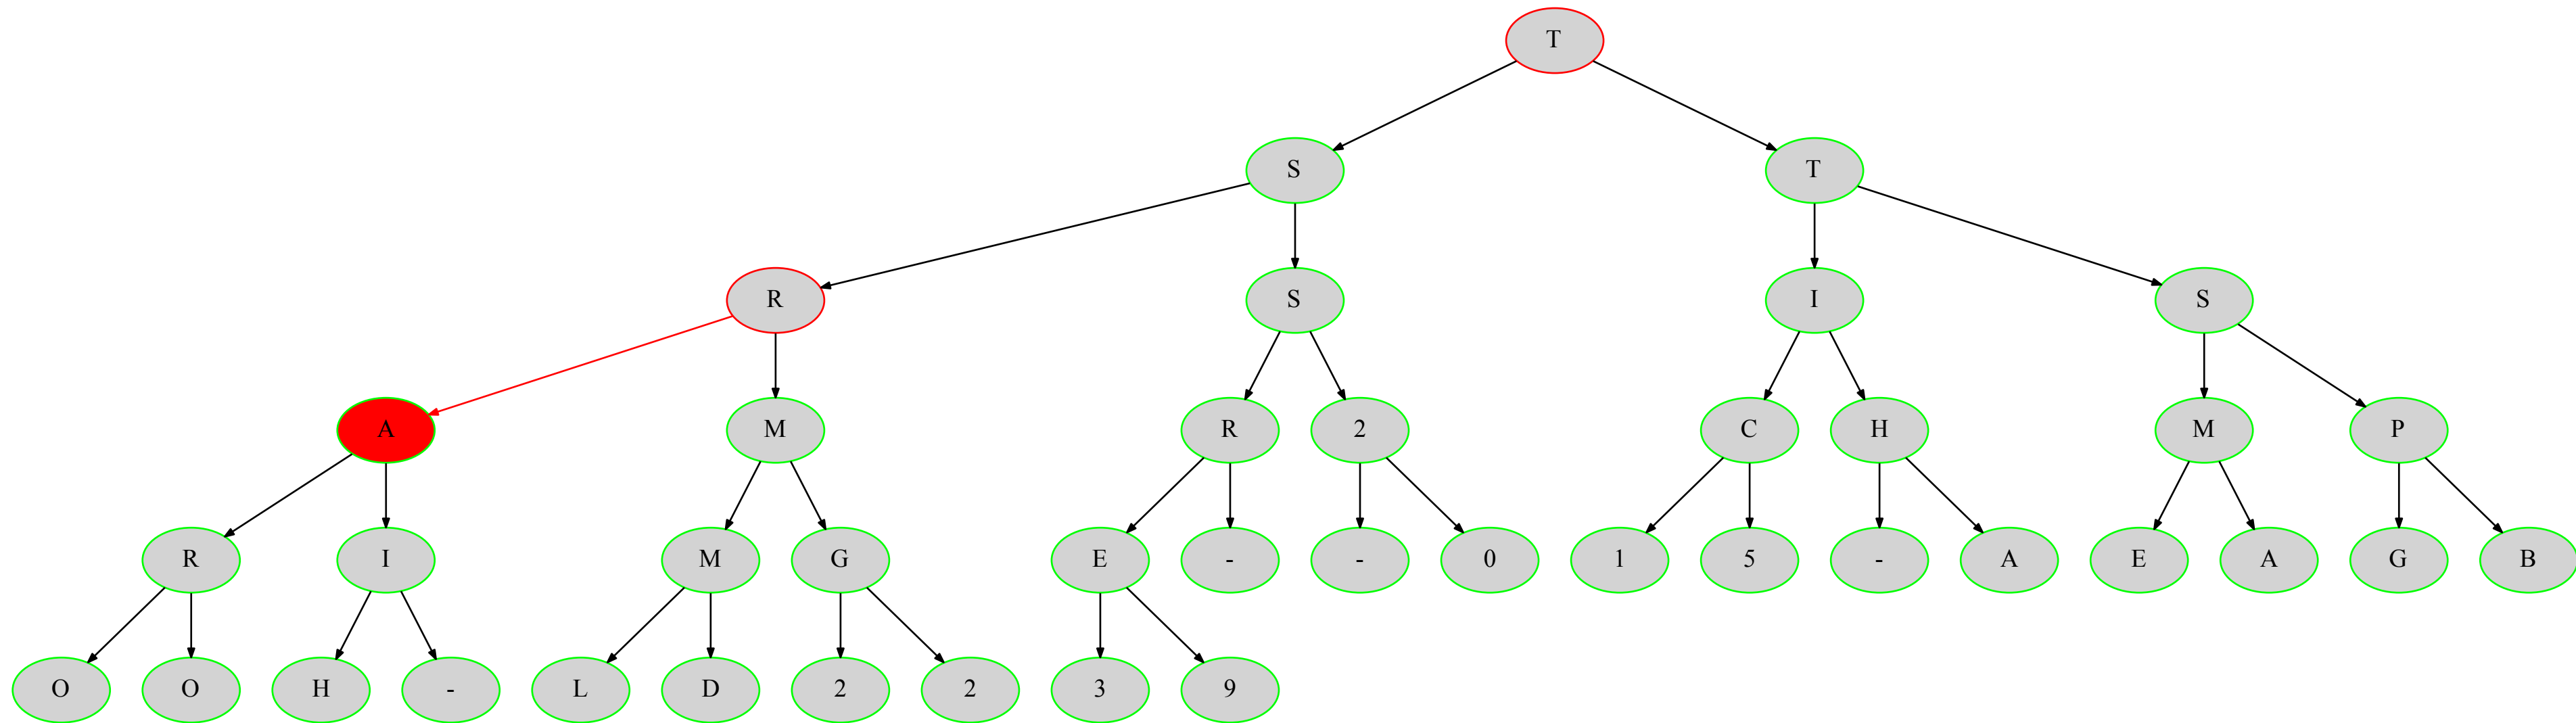 T
S T
R S I S
A M R 2 C H M P
R I M G E - - 0 1 5 - A E A G B
O O H - L D 2 2 3 9